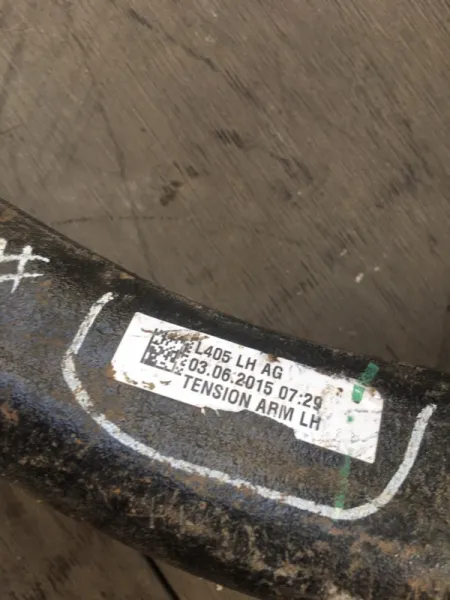 #
L405 LH AG
03.06.2015 07:29
TENSION ARM LH